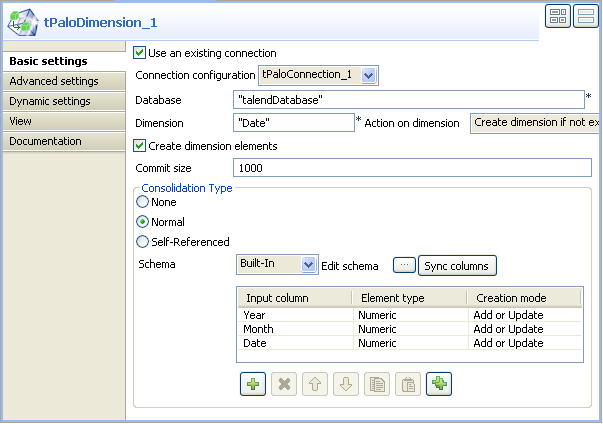 tPaloDimension_1
Basic settings
Advanced settings
Dynamic settings
View
Documentation
Use an existing connection
Connection configuration tPaloConnection_1
Database "talendDatabase" *
Dimension "Date" * Action on dimension Create dimension if not ex
Create dimension elements
Commit size 1000
Consolidation Type
None
Normal
Self-Referenced
Schema Built-In Edit schema ... Sync columns
Input column Element type Creation mode
Year Numeric Add or Update
Month Numeric Add or Update
Date Numeric Add or Update